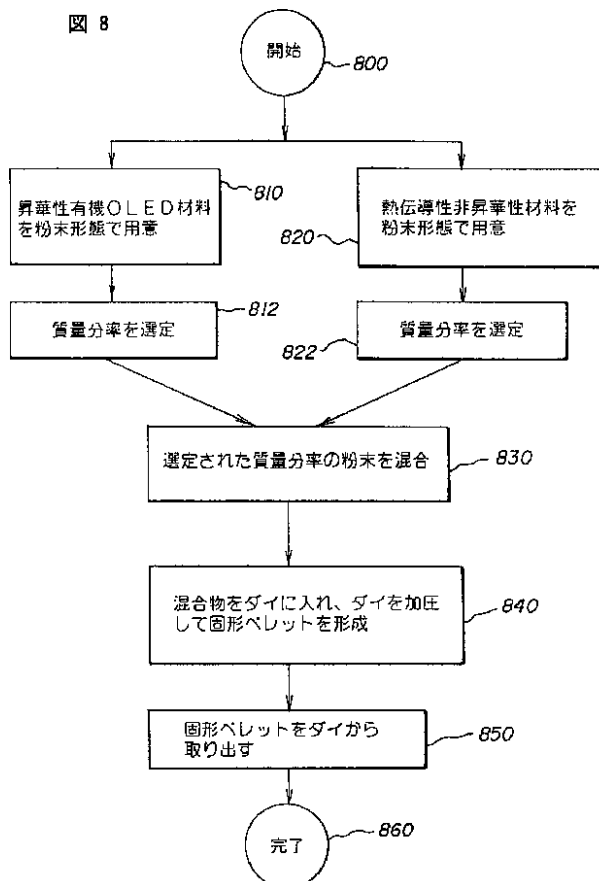 図 8
開始
800
昇華性有機OLED材料
を粉末形態で用意
810
熱伝導性非昇華性材料を
粉末形態で用意
820
質量分率を選定
812
質量分率を選定
822
選定された質量分率の粉末を混合
830
混合物をダイに入れ、ダイを加圧
して固形ペレットを形成
840
固形ペレットをダイから
取り出す
850
完了
860